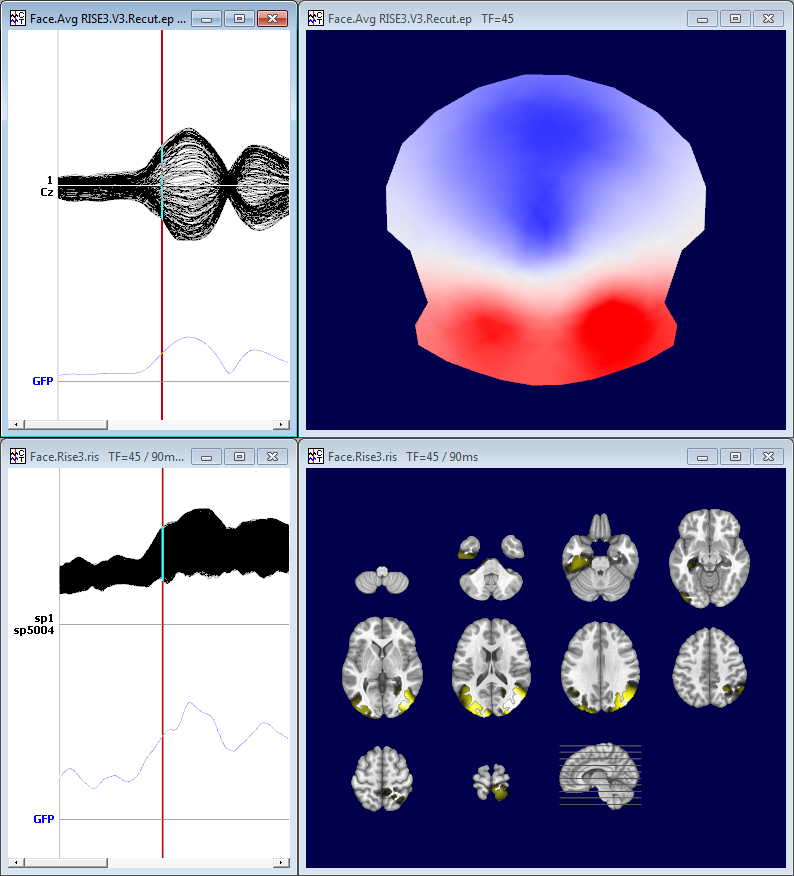 Face.Avg RISE3.V3.Recut.ep ...
Face.Avg RISE3.V3.Recut.ep TF=45
1
Cz
GFP
Face.Rise3.ris TF=45 / 90m...
Face.Rise3.ris TF=45 / 90ms
sp1
sp5004
GFP